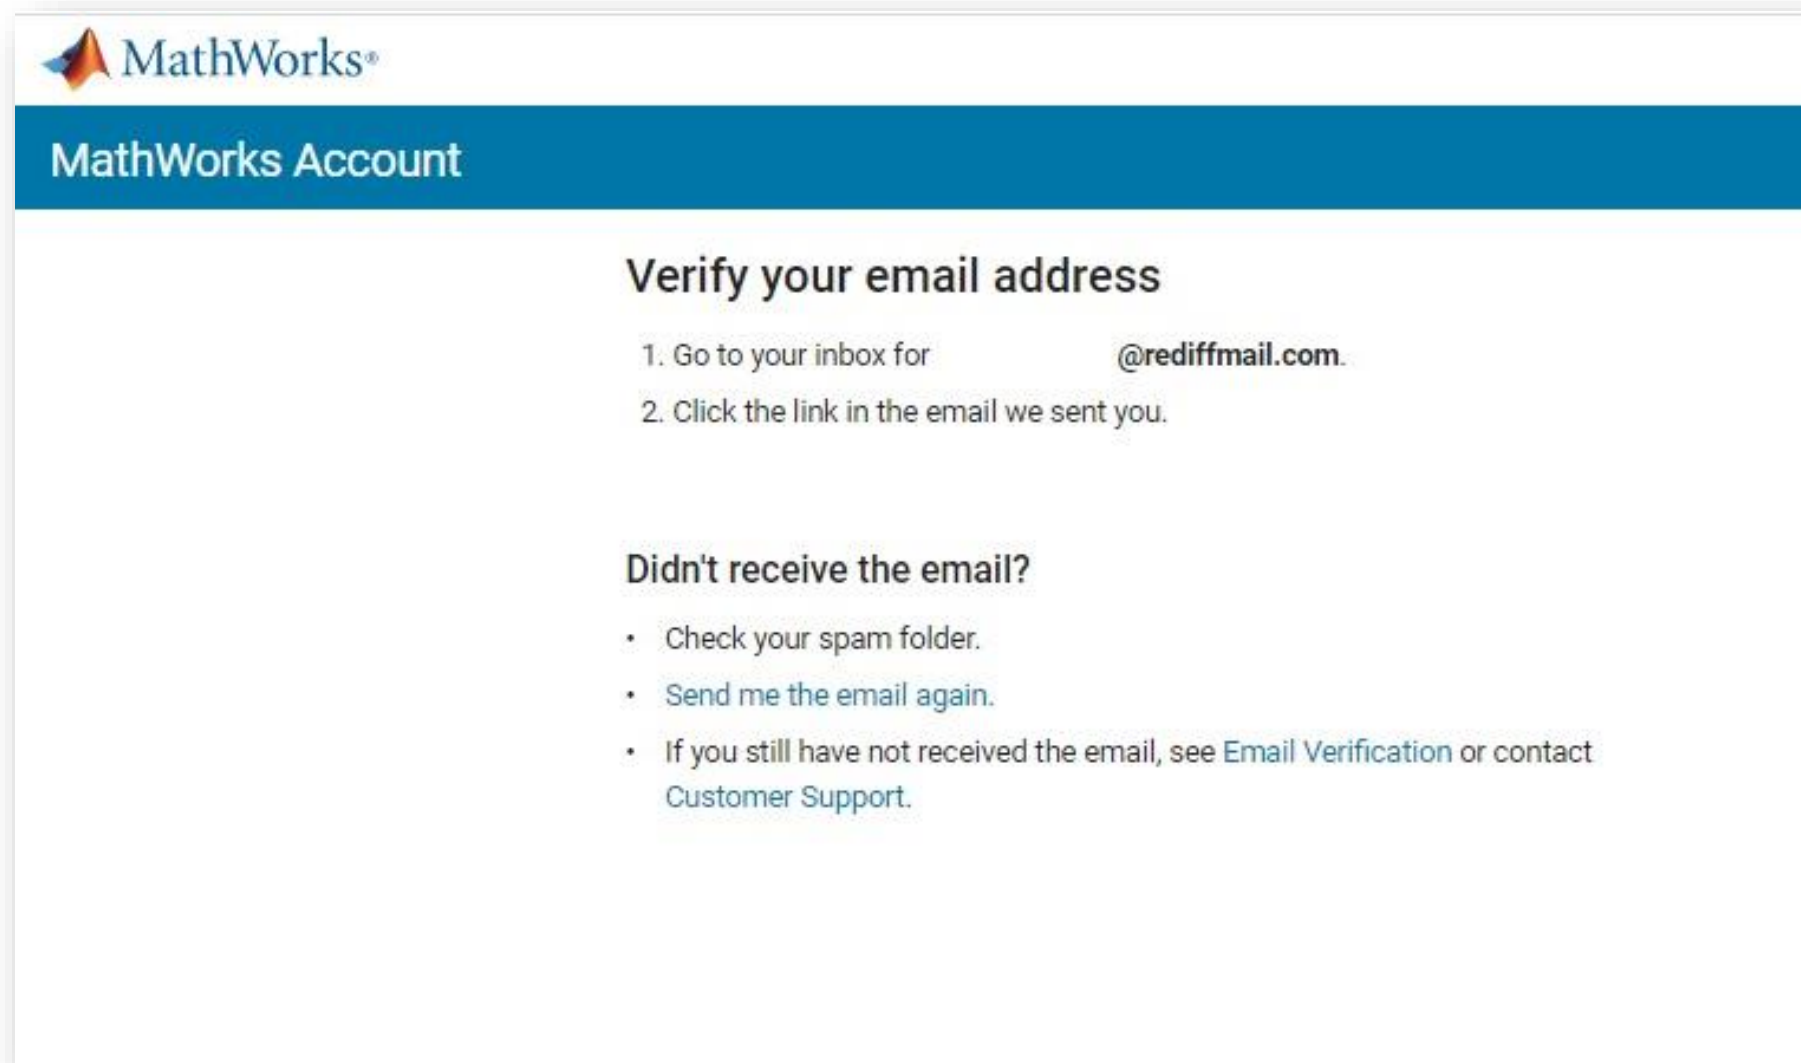 MathWorks®
MathWorks Account
Verify your email address
1. Go to your inbox for @rediffmail.com.
2. Click the link in the email we sent you.
Didn't receive the email?
• Check your spam folder.
• Send me the email again.
• If you still have not received the email, see Email Verification or contact
Customer Support.